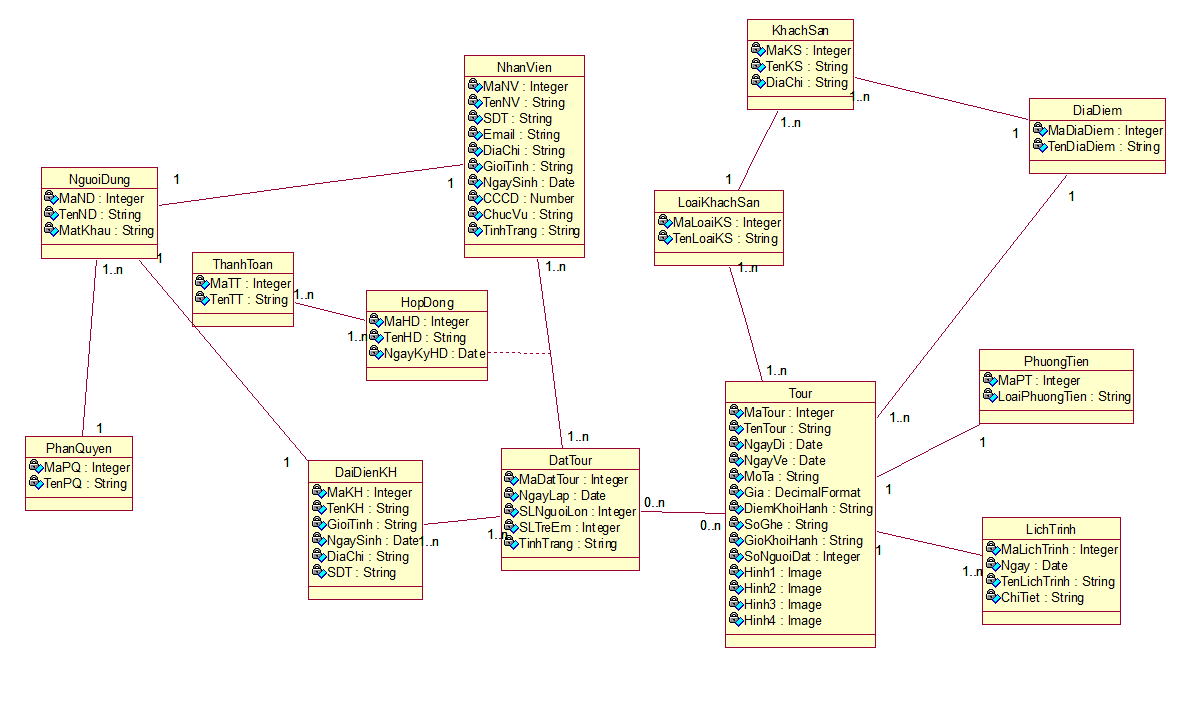 KhachSan
MaKS : Integer
TenKS : String
DiaChi : String
1..n
1..n
1
DiaDiem
MaDiaDiem : Integer
TenDiaDiem : String
1
NhanVien
MaNV : Integer
TenNV : String
SDT : String
Email : String
DiaChi : String
GioiTinh : String
NgaySinh : Date
CCCD : Number
ChucVu : String
TinhTrang : String
1
1..n
NguoiDung
MaND : Integer
TenND : String
MatKhau : String
1
1..n
1
LoaiKhachSan
MaLoaiKS : Integer
TenLoaiKS : String
1
1..n
ThanhToan
MaTT : Integer
TenTT : String
1..n
HopDong
MaHD : Integer
TenHD : String
NgayKyHD : Date
1..n
PhanQuyen
MaPQ : Integer
TenPQ : String
1
DaiDienKH
MaKH : Integer
TenKH : String
GioiTinh : String
NgaySinh : Date
DiaChi : String
SDT : String
1
1..n
DatTour
MaDatTour : Integer
NgayLap : Date
SLNguoiLon : Integer
SLTreEm : Integer
TinhTrang : String
1..n
1..n
0..n
Tour
MaTour : Integer
TenTour : String
NgayDi : Date
NgayVe : Date
MoTa : String
Gia : DecimalFormat
DiemKhoiHanh : String
SoGhe : String
GioKhoiHanh : String
SoNguoiDat : Integer
Hinh1 : Image
Hinh2 : Image
Hinh3 : Image
Hinh4 : Image
1..n
1..n
0..n
1
1
PhuongTien
MaPT : Integer
LoaiPhuongTien : String
1
LichTrinh
MaLichTrinh : Integer
Ngay : Date
TenLichTrinh : String
ChiTiet : String
1..n